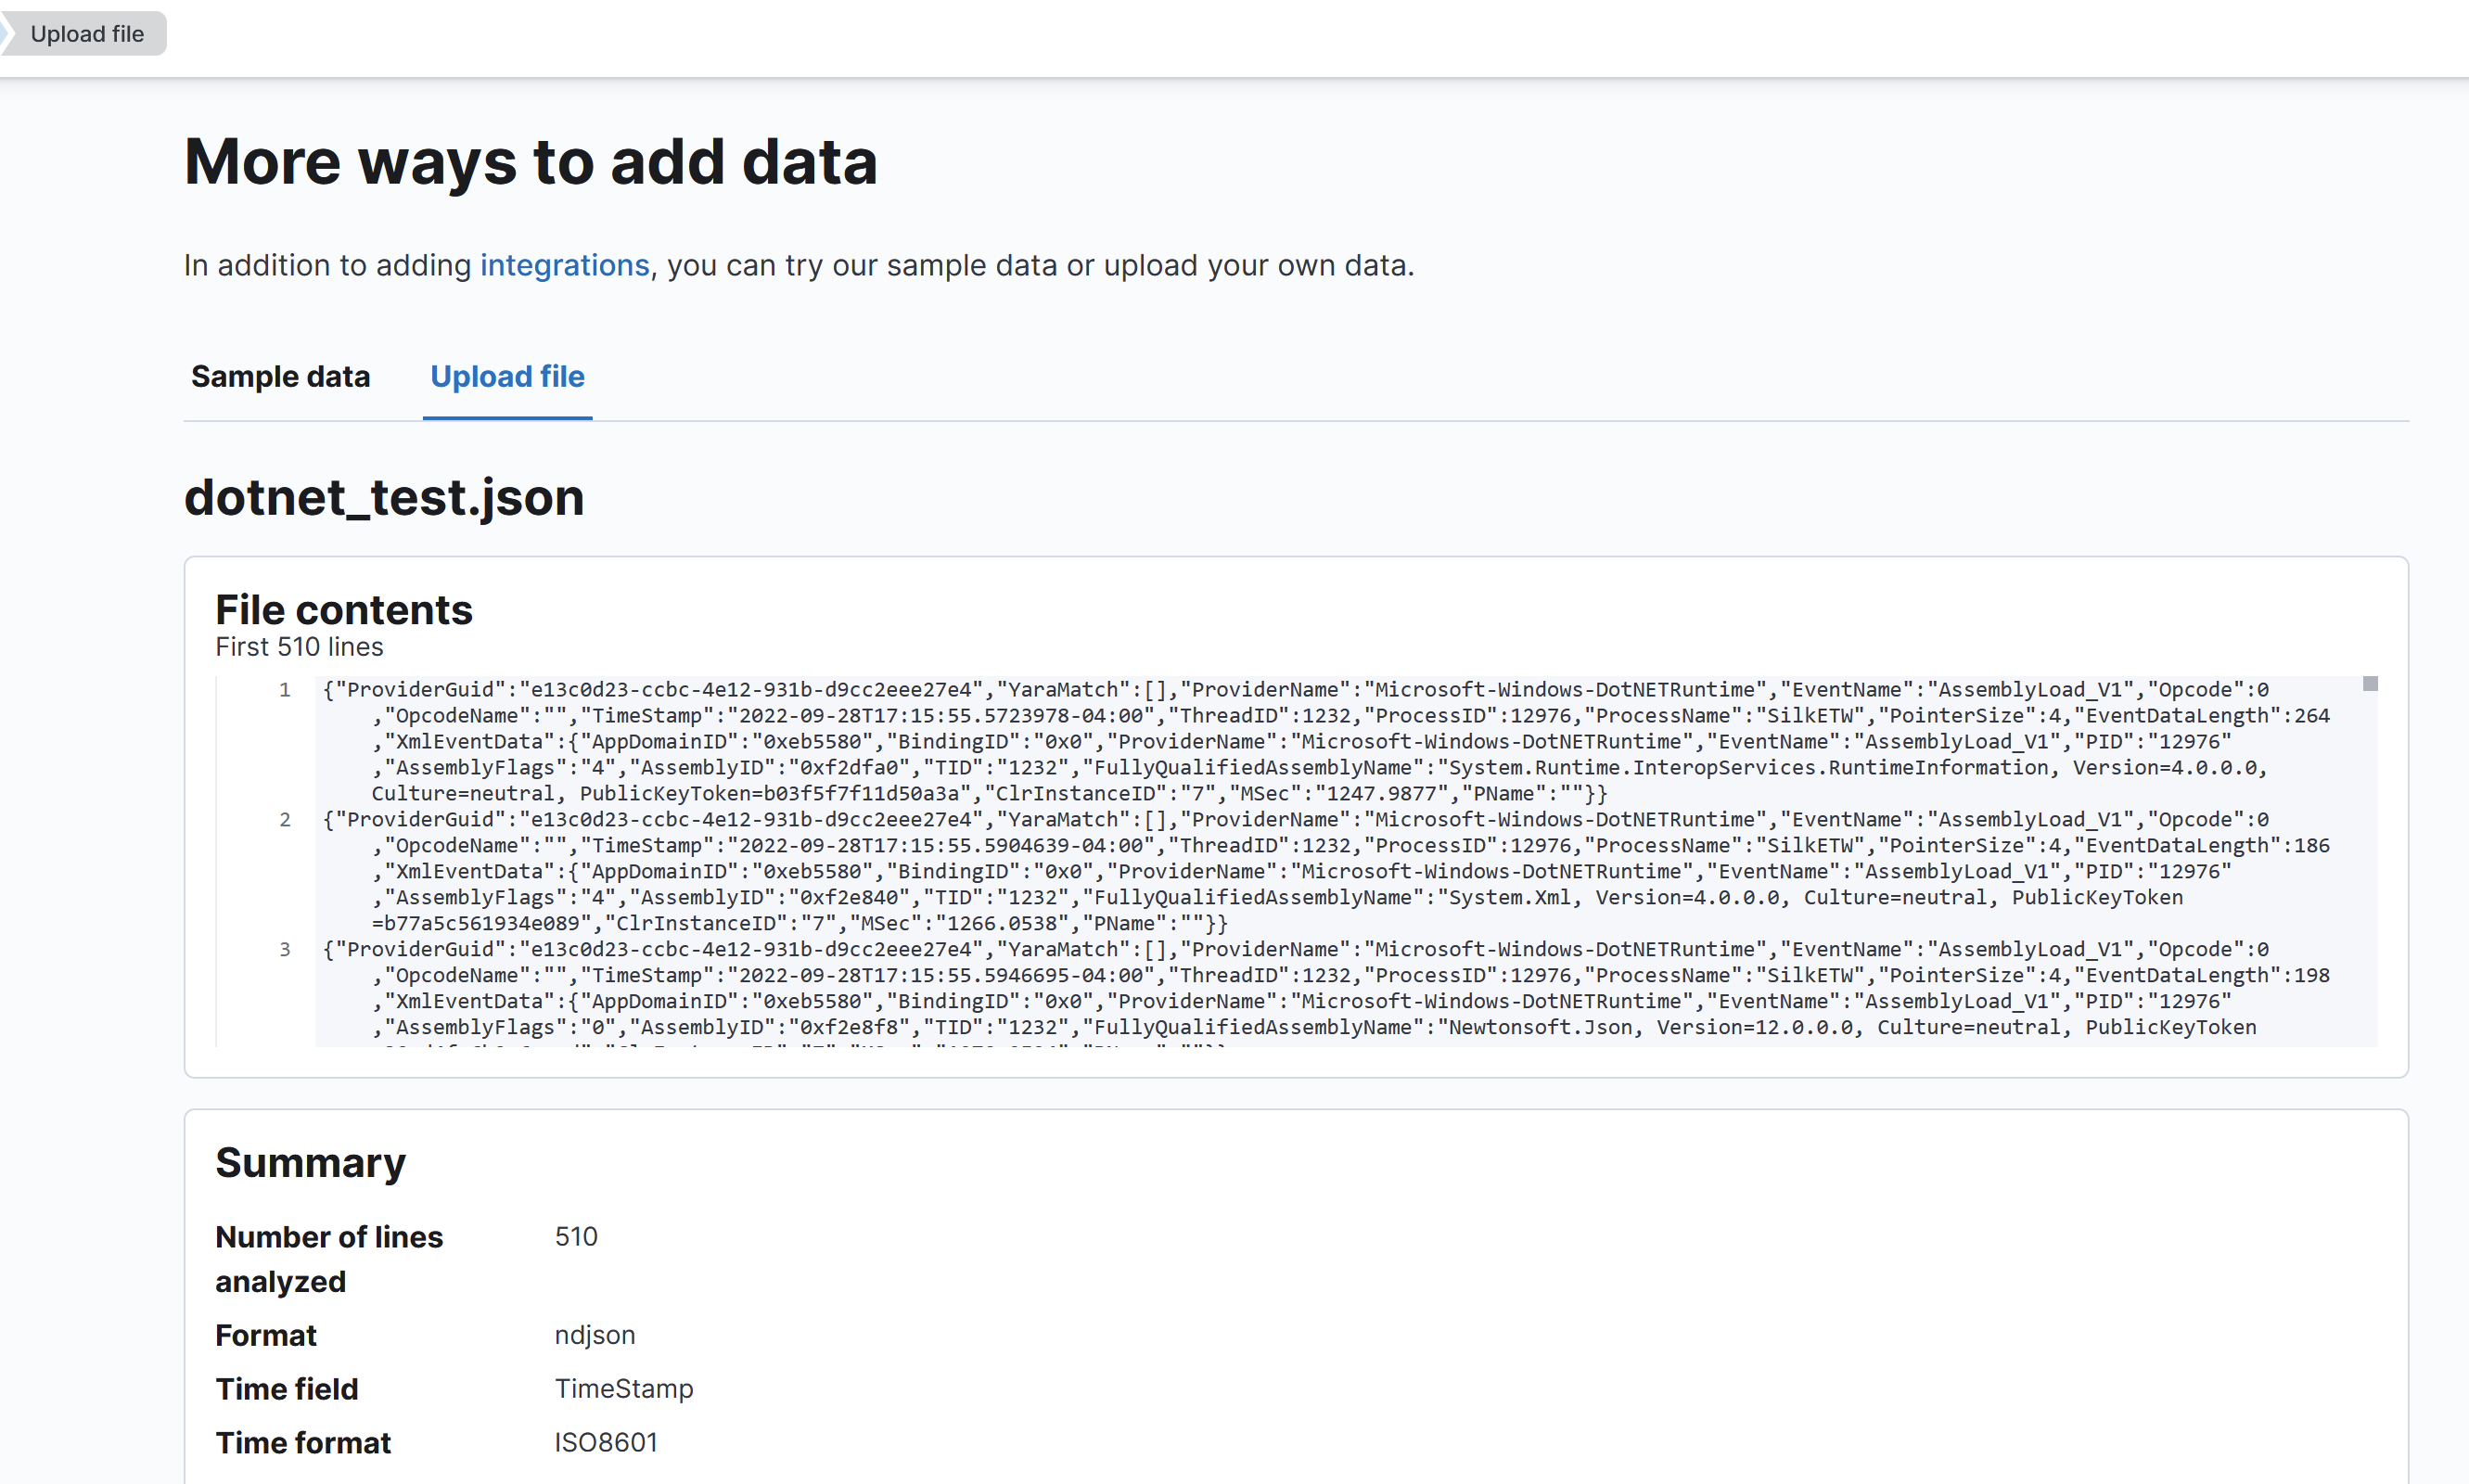 Upload file
More ways to add data
In addition to adding integrations, you can try our sample data or upload your own data.
Sample data Upload file
dotnet_test.json
File contents
First 510 lines
1 {"ProviderGuid":"e13c0d23-ccbc-4e12-931b-d9cc2eee27e4","YaraMatch":[],"ProviderName":"Microsoft-Windows-DotNETRuntime","EventName":"AssemblyLoad_V1","Opcode":0
,"OpcodeName":"","TimeStamp":"2022-09-28T17:15:55.5723978-04:00","ThreadID":1232,"ProcessID":12976,"ProcessName":"SilkETW","PointerSize":4,"EventDataLength":264
,"XmlEventData":{"AppDomainID":"0xeb5580","BindingID":"0x0","ProviderName":"Microsoft-Windows-DotNETRuntime","EventName":"AssemblyLoad_V1","PID":"12976"
,"AssemblyFlags":"4","AssemblyID":"0xf2dfa0","TID":"1232","FullyQualifiedAssemblyName":"System.Runtime.InteropServices.RuntimeInformation, Version=4.0.0.0,
Culture=neutral, PublicKeyToken=b03f5f7f11d50a3a","ClrInstanceID":"7","MSec":"1247.9877","PName":""}}
2 {"ProviderGuid":"e13c0d23-ccbc-4e12-931b-d9cc2eee27e4","YaraMatch":[],"ProviderName":"Microsoft-Windows-DotNETRuntime","EventName":"AssemblyLoad_V1","Opcode":0
,"OpcodeName":"","TimeStamp":"2022-09-28T17:15:55.5904639-04:00","ThreadID":1232,"ProcessID":12976,"ProcessName":"SilkETW","PointerSize":4,"EventDataLength":186
,"XmlEventData":{"AppDomainID":"0xeb5580","BindingID":"0x0","ProviderName":"Microsoft-Windows-DotNETRuntime","EventName":"AssemblyLoad_V1","PID":"12976"
,"AssemblyFlags":"4","AssemblyID":"0xf2e840","TID":"1232","FullyQualifiedAssemblyName":"System.Xml, Version=4.0.0.0, Culture=neutral, PublicKeyToken
=b77a5c561934e089","ClrInstanceID":"7","MSec":"1266.0538","PName":""}}
3 {"ProviderGuid":"e13c0d23-ccbc-4e12-931b-d9cc2eee27e4","YaraMatch":[],"ProviderName":"Microsoft-Windows-DotNETRuntime","EventName":"AssemblyLoad_V1","Opcode":0
,"OpcodeName":"","TimeStamp":"2022-09-28T17:15:55.5946695-04:00","ThreadID":1232,"ProcessID":12976,"ProcessName":"SilkETW","PointerSize":4,"EventDataLength":198
,"XmlEventData":{"AppDomainID":"0xeb5580","BindingID":"0x0","ProviderName":"Microsoft-Windows-DotNETRuntime","EventName":"AssemblyLoad_V1","PID":"12976"
,"AssemblyFlags":"0","AssemblyID":"0xf2e8f8","TID":"1232","FullyQualifiedAssemblyName":"Newtonsoft.Json, Version=12.0.0.0, Culture=neutral, PublicKeyToken
Summary
Number of lines analyzed 510
Format ndjson
Time field TimeStamp
Time format ISO8601